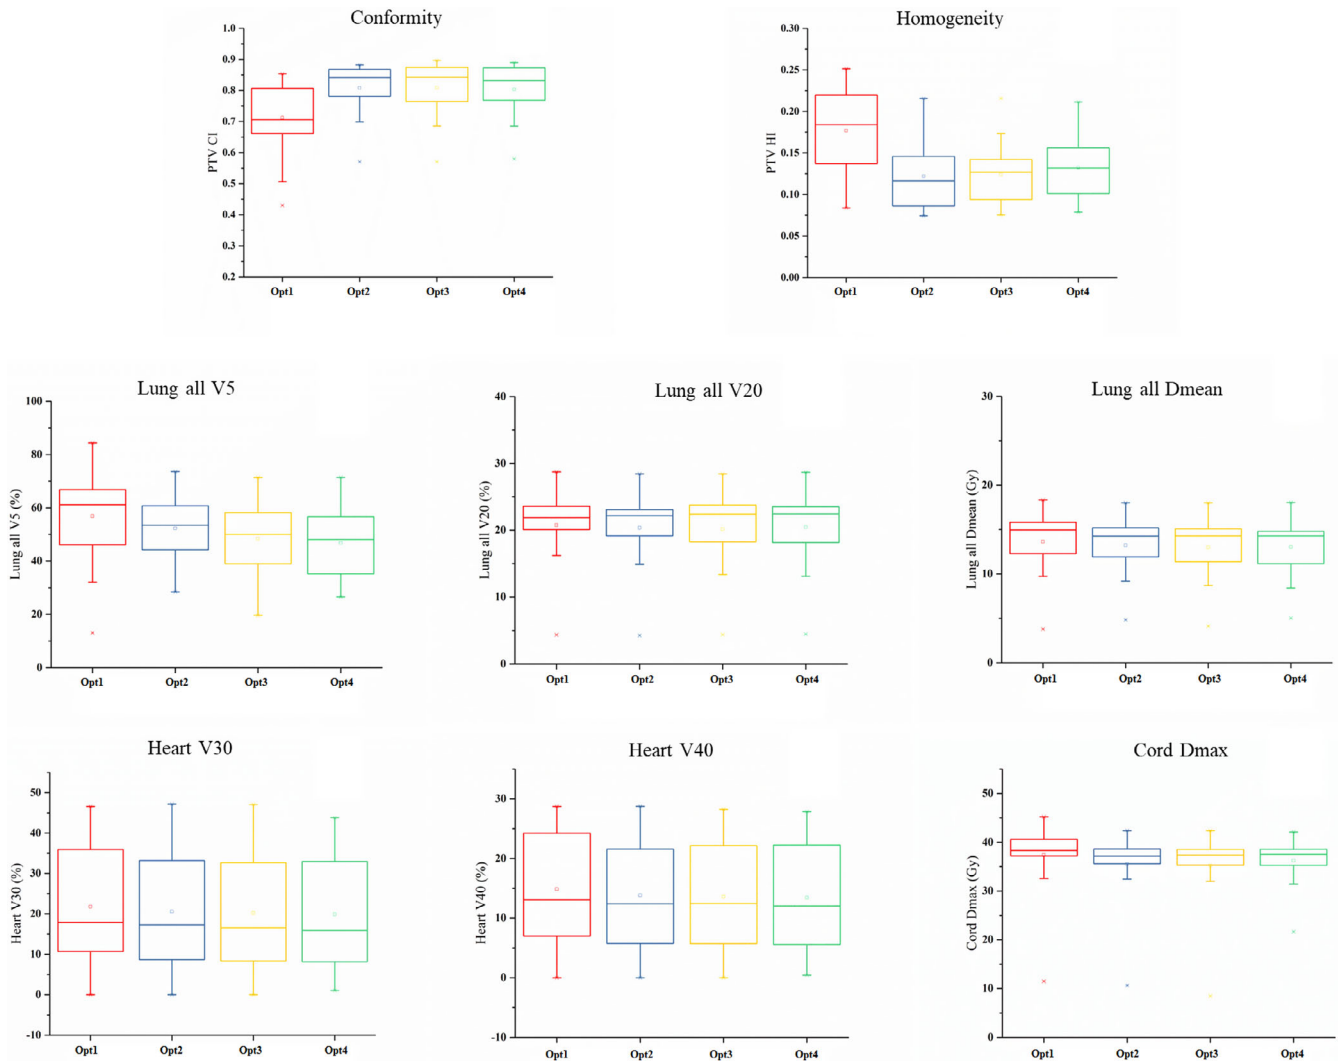 Conformity
PTV CI
1.0
0.9
0.8
0.7
0.6
0.5
0.4
0.3
0.2
Opt1 Opt2 Opt3 Opt4
Homogeneity
PTV HI
0.30
0.25
0.20
0.15
0.10
0.05
0.00
Opt1 Opt2 Opt3 Opt4
Lung all V5
Lung all V5 (%)
100
80
60
40
20
0
Opt1 Opt2 Opt3 Opt4
Lung all V20
Lung all V20 (%)
40
30
20
10
0
Opt1 Opt2 Opt3 Opt4
Lung all Dmean
Lung all Dmean (Gy)
30
20
10
0
Opt1 Opt2 Opt3 Opt4
Heart V30
Heart V30 (%)
50
40
30
20
10
0
-10
Opt1 Opt2 Opt3 Opt4
Heart V40
Heart V40 (%)
30
20
10
0
-10
Opt1 Opt2 Opt3 Opt4
Cord Dmax
Cord Dmax (Gy)
50
40
30
20
10
0
Opt1 Opt2 Opt3 Opt4